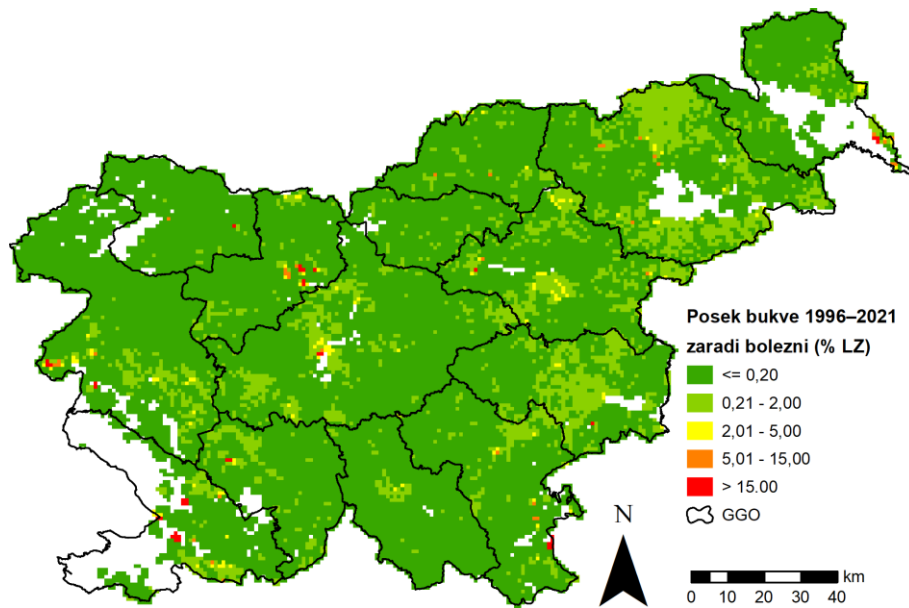 Posek bukve 1996–2021
zaradi bolezni (% LZ)
<= 0,20
0,21 - 2,00
2,01 - 5,00
5,01 - 15,00
> 15.00
GGO
N
km
0 10 20 30 40